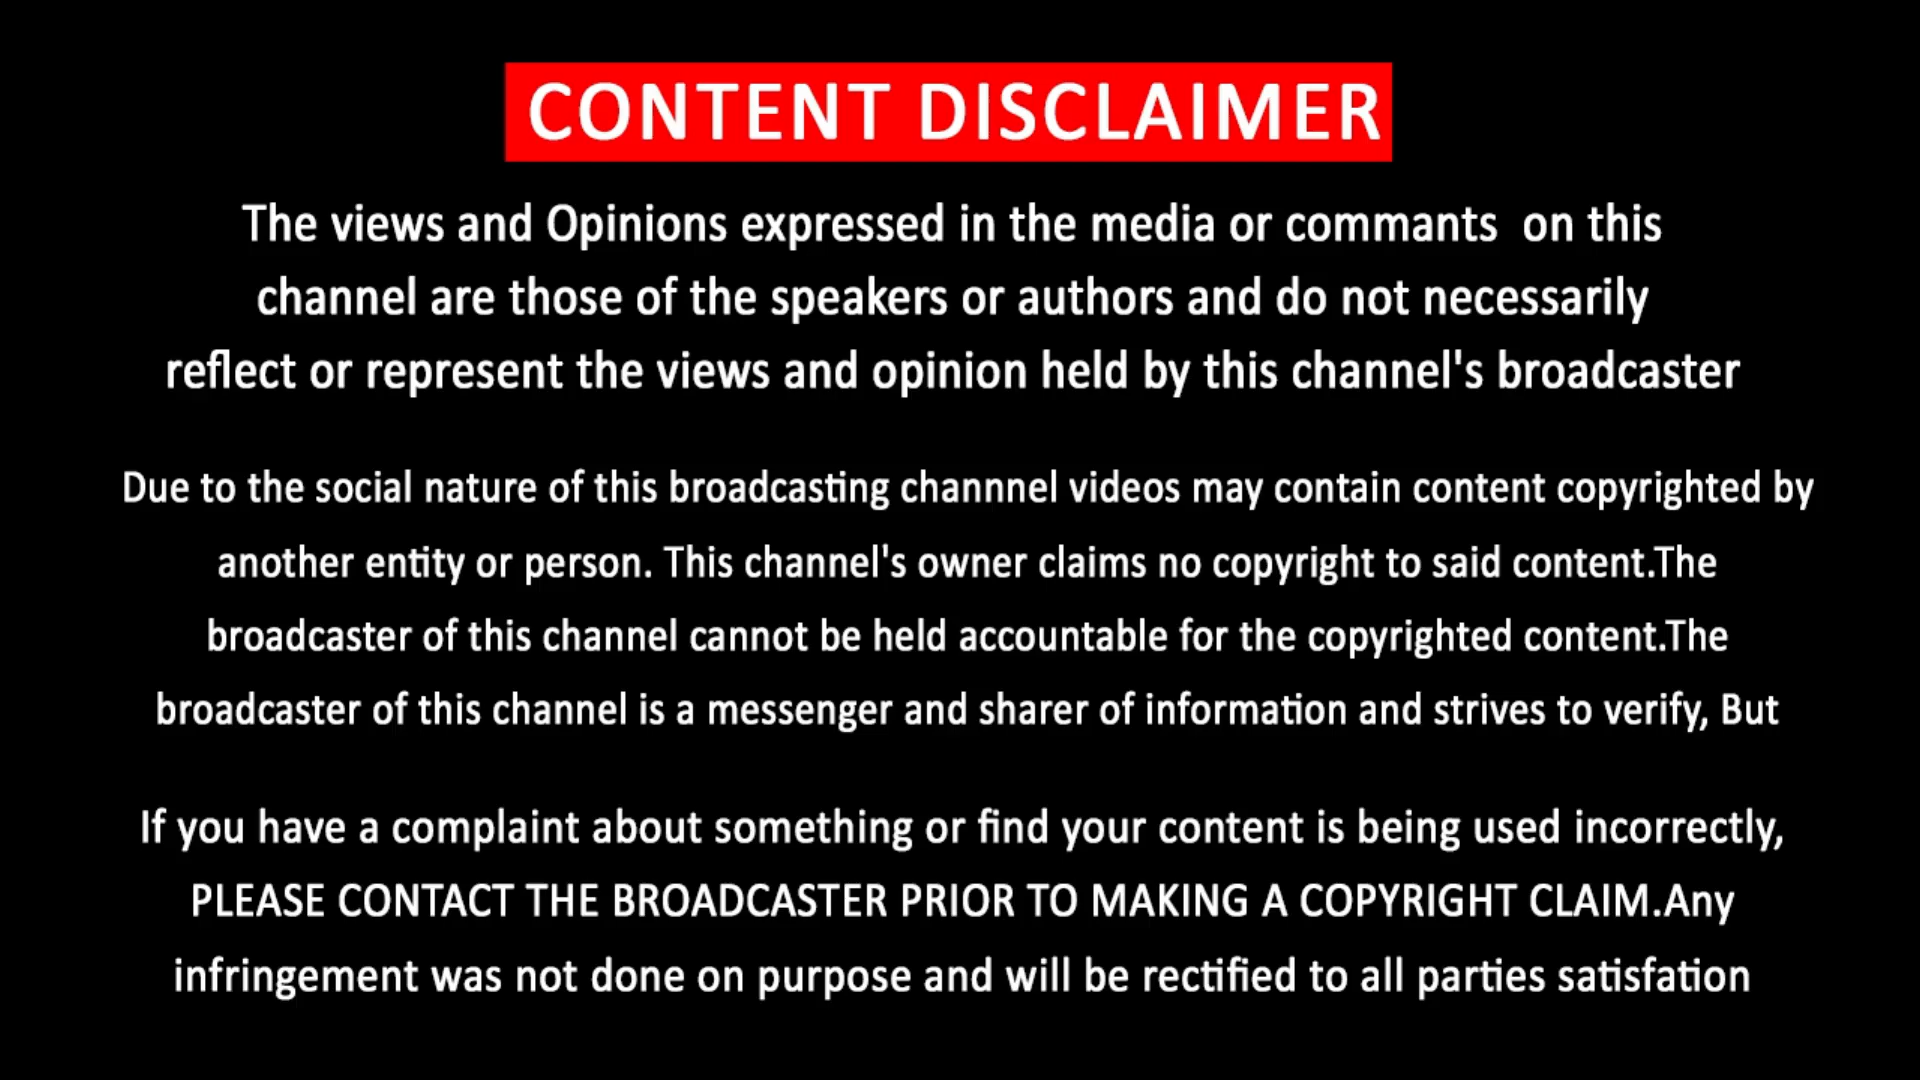 CONTENT DISCLAIMER
The views and Opinions expressed in the media or commants on this
channel are those of the speakers or authors and do not necessarily
reflect or represent the views and opinion held by this channel's broadcaster
Due to the social nature of this broadcasting channnel videos may contain content copyrighted by
another entity or person. This channel's owner claims no copyright to said content.The
broadcaster of this channel cannot be held accountable for the copyrighted content.The
broadcaster of this channel is a messenger and sharer of information and strives to verify, But
If you have a complaint about something or find your content is being used incorrectly,
PLEASE CONTACT THE BROADCASTER PRIOR TO MAKING A COPYRIGHT CLAIM.Any
infringement was not done on purpose and will be rectified to all parties satisfation